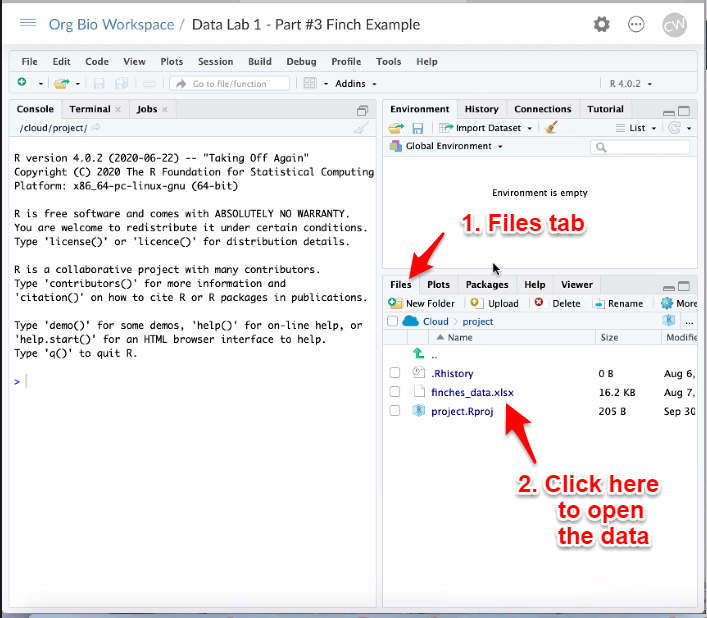 Org Bio Workspace / Data Lab 1 - Part #3 Finch Example
CW
File Edit Code View Plots Session Build Debug Profile Tools Help
Go to file/function
Addins
R 4.0.2
Console Terminal Jobs
/cloud/project/
R version 4.0.2 (2020-06-22) -- "Taking Off Again"
Copyright (C) 2020 The R Foundation for Statistical Computing
Platform: x86_64-pc-linux-gnu (64-bit)
R is free software and comes with ABSOLUTELY NO WARRANTY.
You are welcome to redistribute it under certain conditions.
Type 'license()' or 'licence()' for distribution details.
R is a collaborative project with many contributors.
Type 'contributors()' for more information and
'citation()' on how to cite R or R packages in publications.
Type 'demo()' for some demos, 'help()' for on-line help, or
'help.start()' for an HTML browser interface to help.
Type 'q()' to quit R.
>
Environment History Connections Tutorial
Import Dataset
List
Global Environment
Environment is empty
1. Files tab
Files Plots Packages Help Viewer
New Folder Upload Delete Rename More
Cloud > project
...
Name Size Modifie
..
.Rhistory 0 B Aug 6,
finches_data.xlsx 16.2 KB Aug 7,
project.Rproj 205 B Sep 30
2. Click here
to open
the data